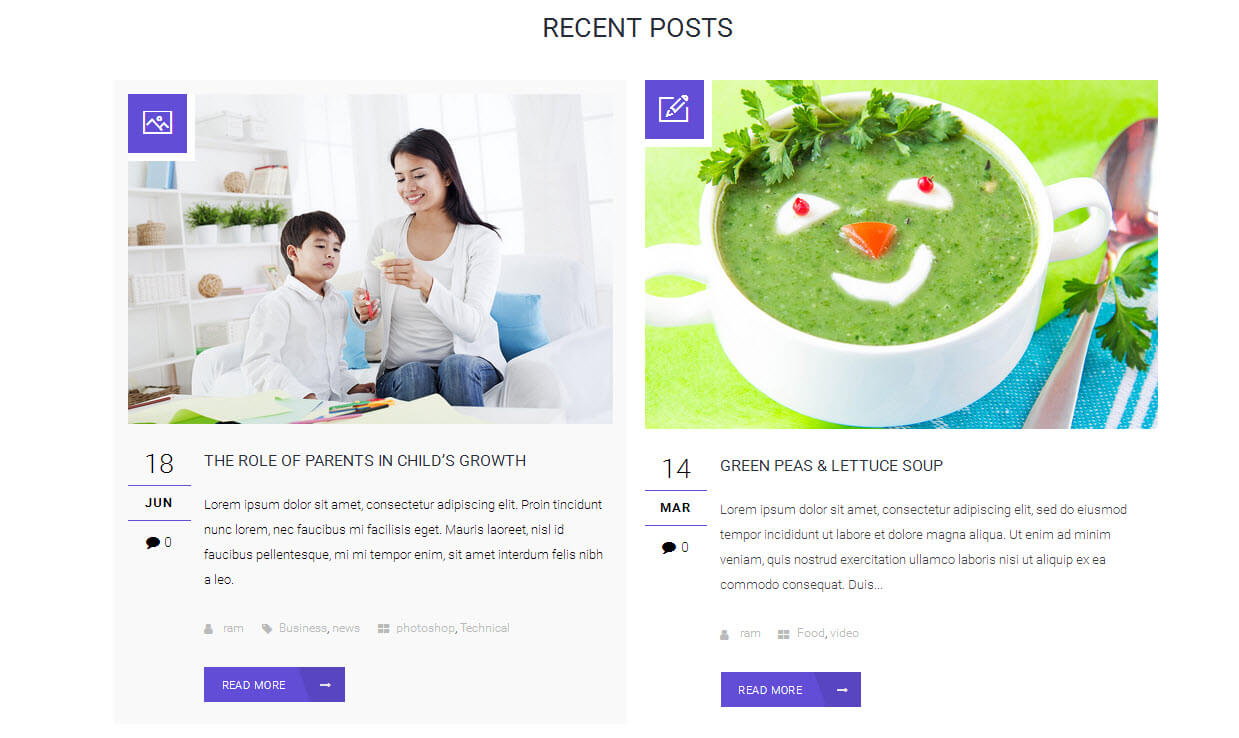 RECENT POSTS
18
JUN
0
THE ROLE OF PARENTS IN CHILD’S GROWTH
Lorem ipsum dolor sit amet, consectetur adipiscing elit. Proin tincidunt
nunc lorem, nec faucibus mi facilisis eget. Mauris laoreet, nisl id
faucibus pellentesque, mi mi tempor enim, sit amet interdum felis nibh
a leo.
ram Business, news photoshop, Technical
READ MORE
14
MAR
0
GREEN PEAS & LETTUCE SOUP
Lorem ipsum dolor sit amet, consectetur adipiscing elit, sed do eiusmod
tempor incididunt ut labore et dolore magna aliqua. Ut enim ad minim
veniam, quis nostrud exercitation ullamco laboris nisi ut aliquip ex ea
commodo consequat. Duis...
ram Food, video
READ MORE